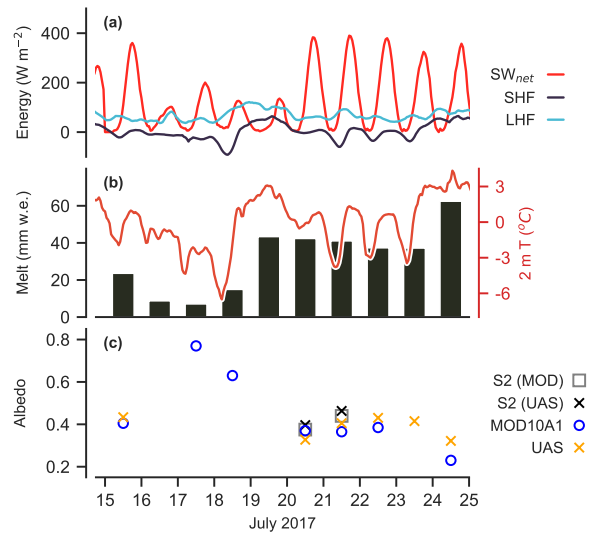 (a)
400
200
0
Energy (W m⁻²)
SWnet
SHF
LHF
(b)
60
40
20
0
Melt (mm w.e.)
3
0
-3
-6
2 m T (°C)
(c)
0.8
0.6
0.4
0.2
Albedo
S2 (MOD)
S2 (UAS)
MOD10A1
UAS
15 16 17 18 19 20 21 22 23 24 25
July 2017